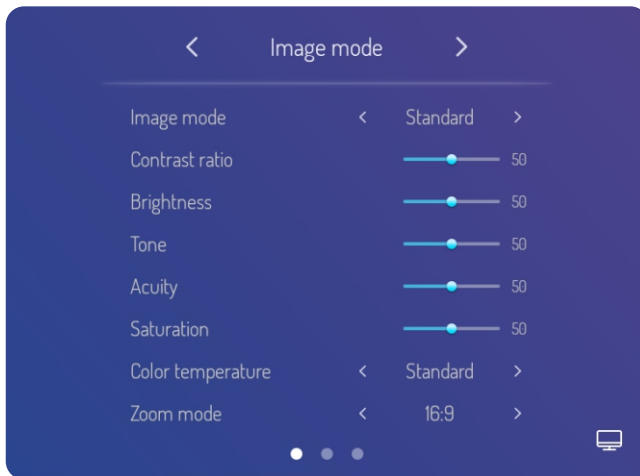 Image mode
Image mode < Standard >
Contrast ratio 50
Brightness 50
Tone 50
Acuity 50
Saturation 50
Color temperature < Standard >
Zoom mode < 16:9 >